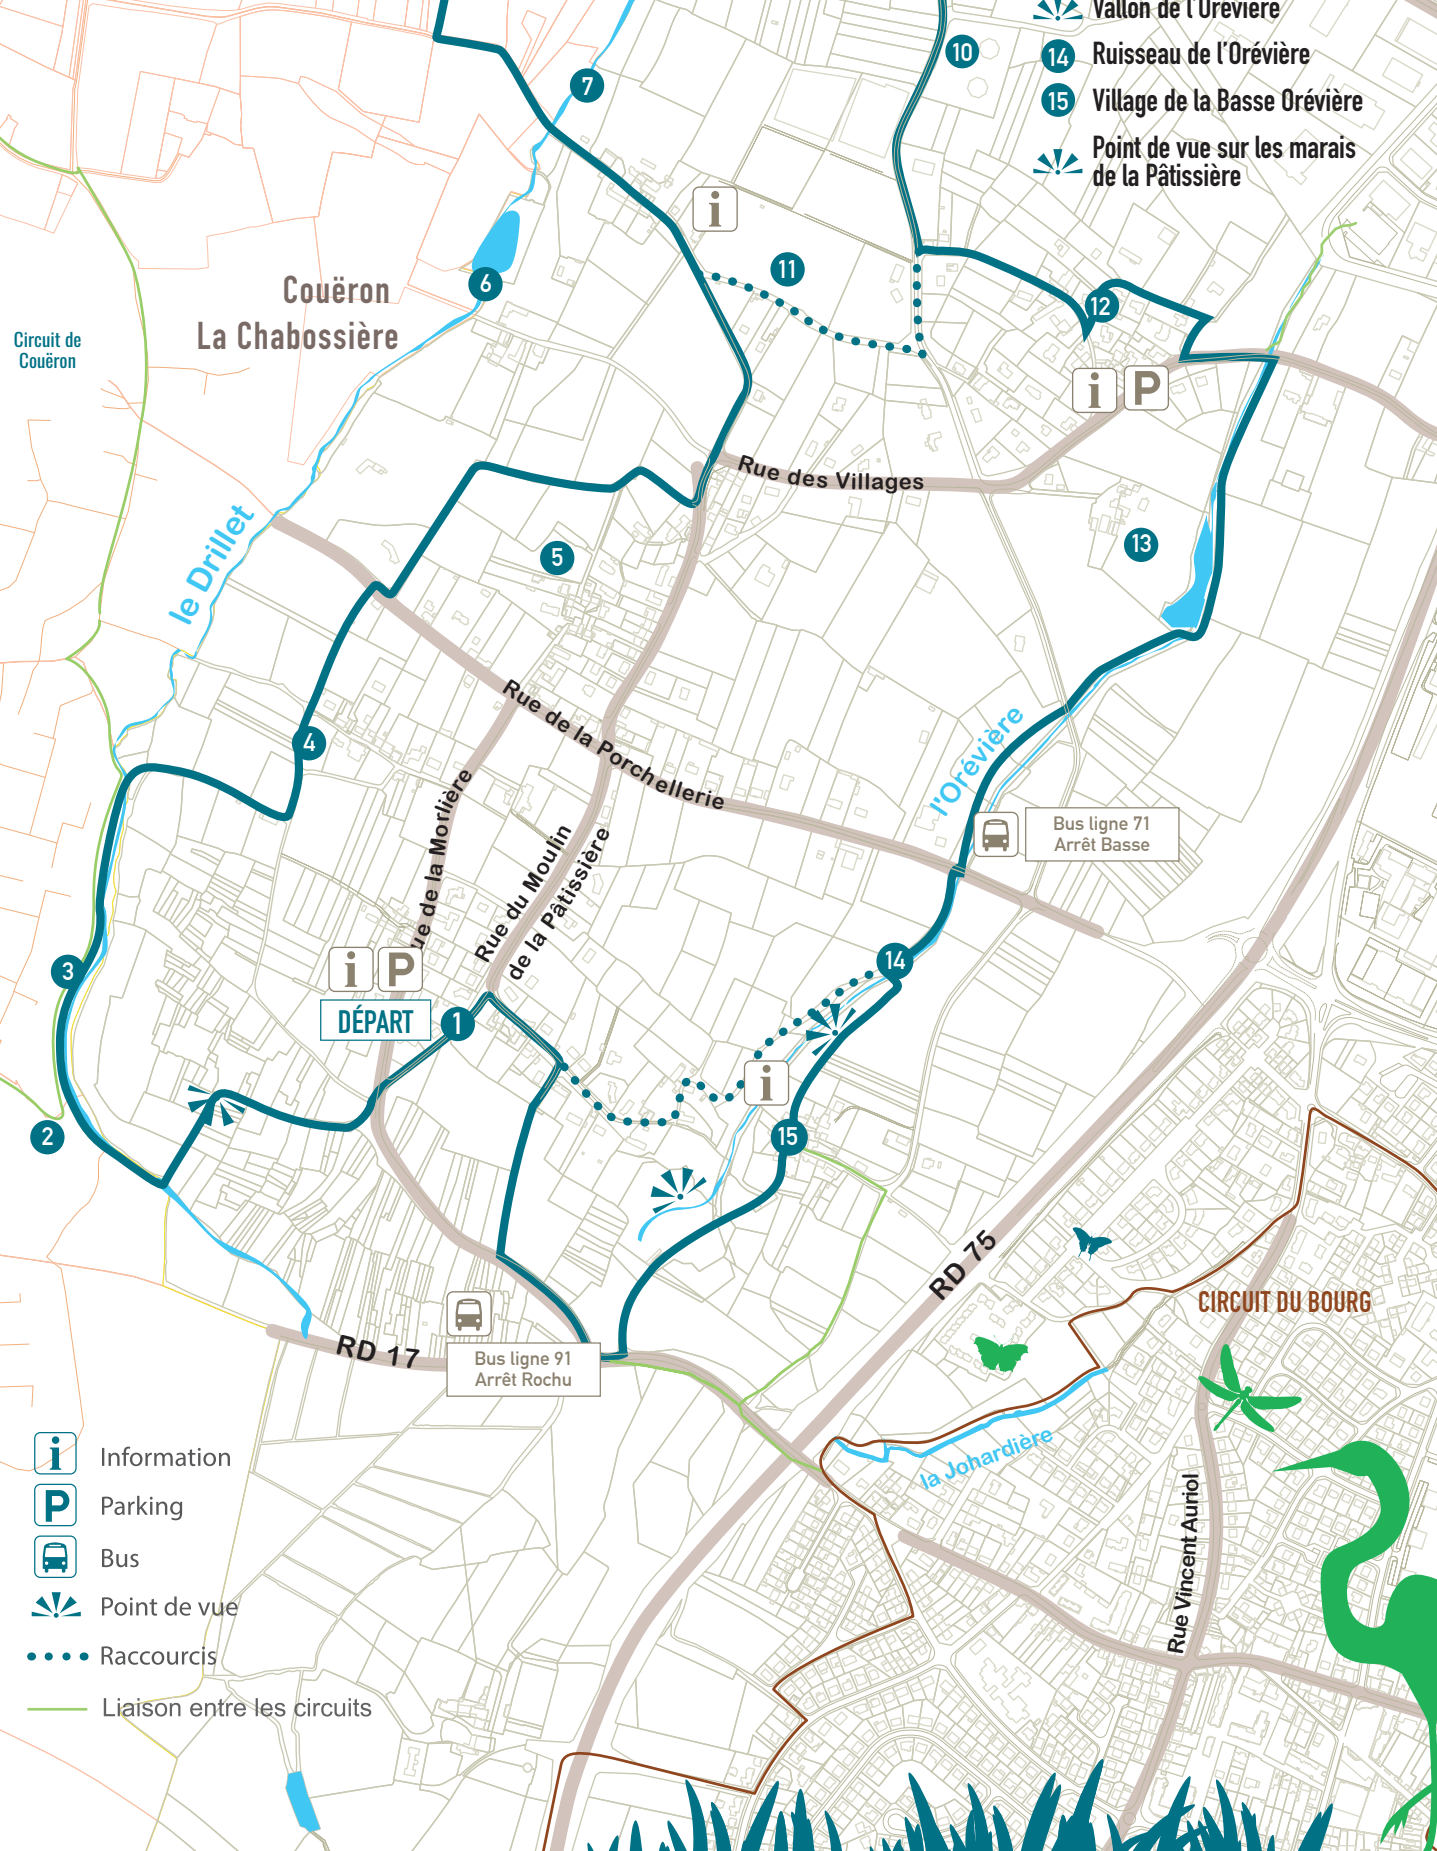 Vallon de l'Orévière
10
14 Ruisseau de l'Orévière
7
15 Village de la Basse Orévière
Point de vue sur les marais
de la Pâtissière
i
11
6
Couëron
La Chabossière
12
Circuit de
Couëron
i P
Rue des Villages
le Drillet
5
13
Rue de la Porchellerie
4
l'Orévière
Rue de la Morlière
Bus ligne 71
Arrêt Basse
Rue du Moulin
de la Pâtissière
3
i P
14
DÉPART
1
i
2
15
RD 75
CIRCUIT DU BOURG
RD 17
Bus ligne 91
Arrêt Rochu
la Johardière
i Information
P Parking
Bus
Rue Vincent Auriol
Point de vue
Raccourcis
Liaison entre les circuits